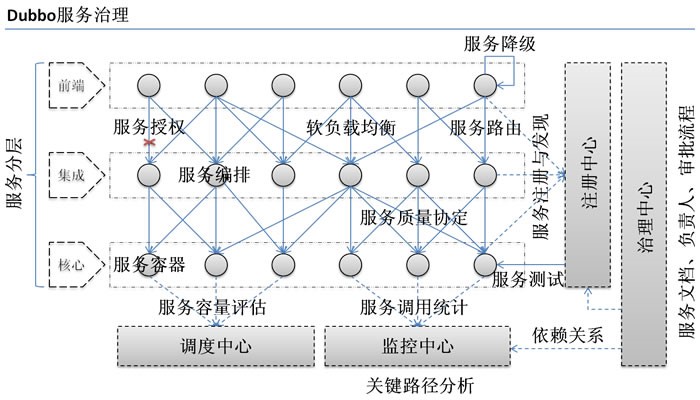 Dubbo服务治理
服务降级
前端
服务授权
软负载均衡
服务路由
服务分层
集成
服务编排
服务注册与发现
注册中心
治理中心
服务文档、负责人、审批流程
服务质量协定
核心
服务容器
服务测试
服务容量评估
服务调用统计
调度中心
监控中心
依赖关系
关键路径分析